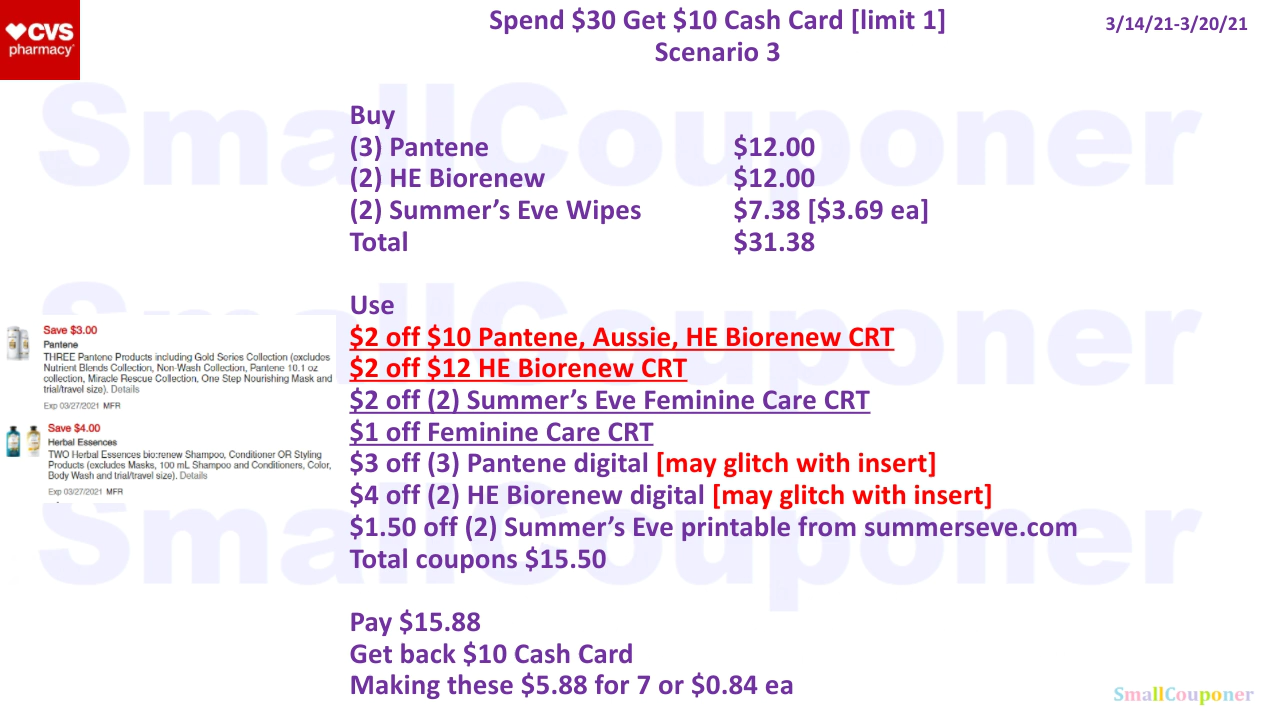 CVS
pharmacy
Spend $30 Get $10 Cash Card [limit 1]
Scenario 3
3/14/21-3/20/21
SmallCouponer
Buy
(3) Pantene $12.00
(2) HE Biorenew $12.00
(2) Summer’s Eve Wipes $7.38 [$3.69 ea]
Total $31.38
SmallCouponer
Use
$2 off $10 Pantene, Aussie, HE Biorenew CRT
$2 off $12 HE Biorenew CRT
$2 off (2) Summer’s Eve Feminine Care CRT
$1 off Feminine Care CRT
$3 off (3) Pantene digital [may glitch with insert]
$4 off (2) HE Biorenew digital [may glitch with insert]
$1.50 off (2) Summer’s Eve printable from summerseve.com
Total coupons $15.50
Save $3.00
Pantene
THREE Pantene Products including Gold Series Collection (excludes
Nutrient Blends Collection, Non-Wash Collection, Pantene 10.1 oz
collection, Miracle Rescue Collection, One Step Nourishing Mask and
trial/travel size). Details
Exp 03/27/2021 MFR
Save $4.00
Herbal Essences
TWO Herbal Essences bio:renew Shampoo, Conditioner OR Styling
Products (excludes Masks, 100 mL Shampoo and Conditioners, Color,
Body Wash and trial/travel size). Details
Exp 03/27/2021 MFR
SmallCouponer
Pay $15.88
Get back $10 Cash Card
Making these $5.88 for 7 or $0.84 ea
SmallCouponer